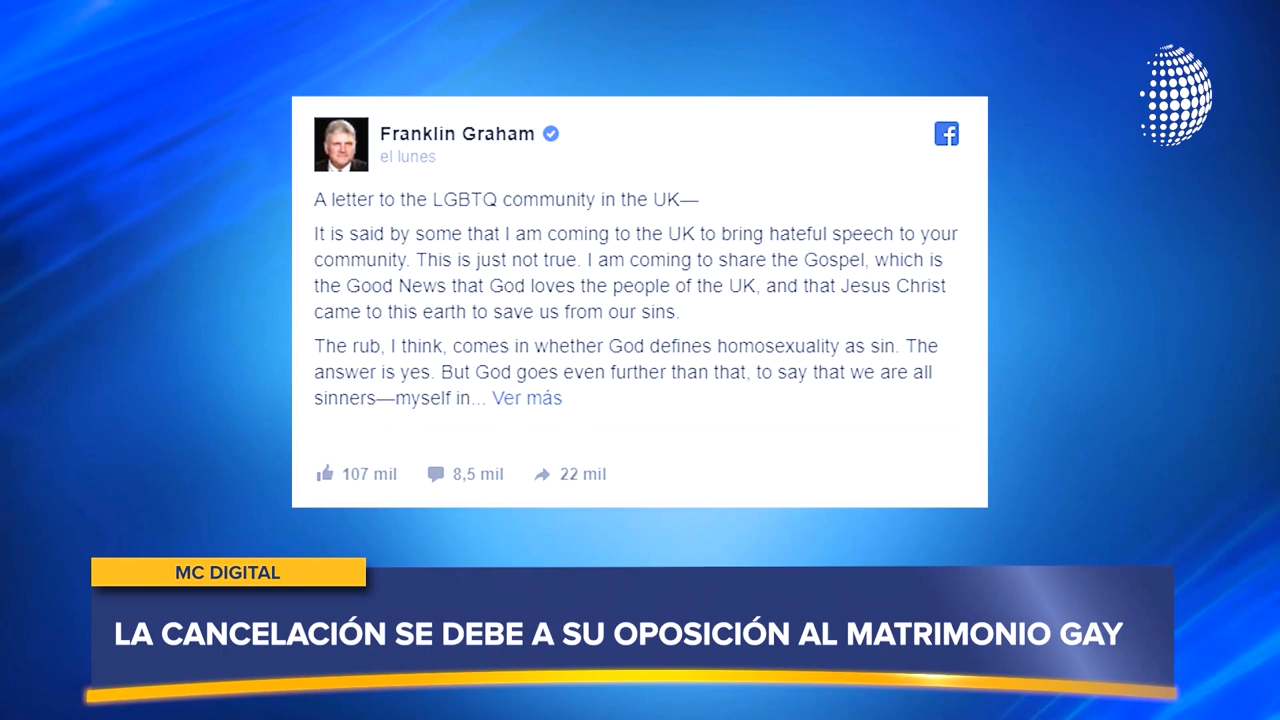 Franklin Graham
el lunes
A letter to the LGBTQ community in the UK—
It is said by some that I am coming to the UK to bring hateful speech to your
community. This is just not true. I am coming to share the Gospel, which is
the Good News that God loves the people of the UK, and that Jesus Christ
came to this earth to save us from our sins.
The rub, I think, comes in whether God defines homosexuality as sin. The
answer is yes. But God goes even further than that, to say that we are all
sinners—myself in... Ver más
107 mil 8,5 mil 22 mil
MC DIGITAL
LA CANCELACIÓN SE DEBE A SU OPOSICIÓN AL MATRIMONIO GAY